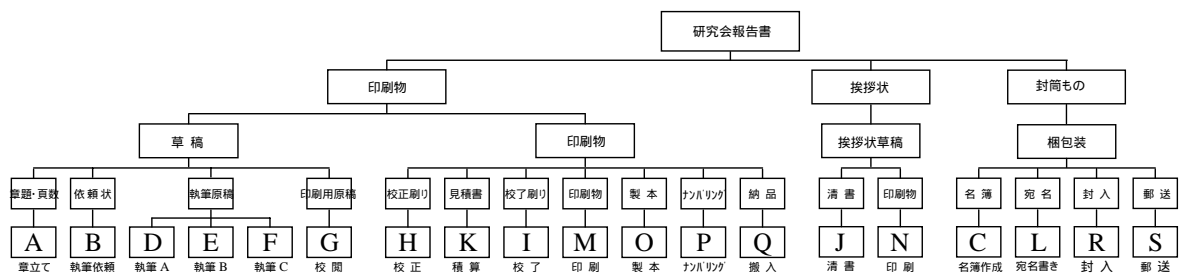 研究会報告書
印刷物
挨拶状
封筒もの
草稿
印刷物
挨拶状草稿
梱包装
章題・頁数
依頼状
執筆原稿
印刷用原稿
校正刷り
見積書
校了刷り
印刷物
製本
ナンバリング
納品
清書
印刷物
名簿
宛名
封入
郵送
A
B
D
E
F
G
H
K
I
M
O
P
Q
J
N
C
L
R
S
章立て
執筆依頼
執筆A
執筆B
執筆C
校閲
校正
積算
校了
印刷
製本
ナンバリング
搬入
清書
印刷
名簿作成
宛名書き
封入
郵送